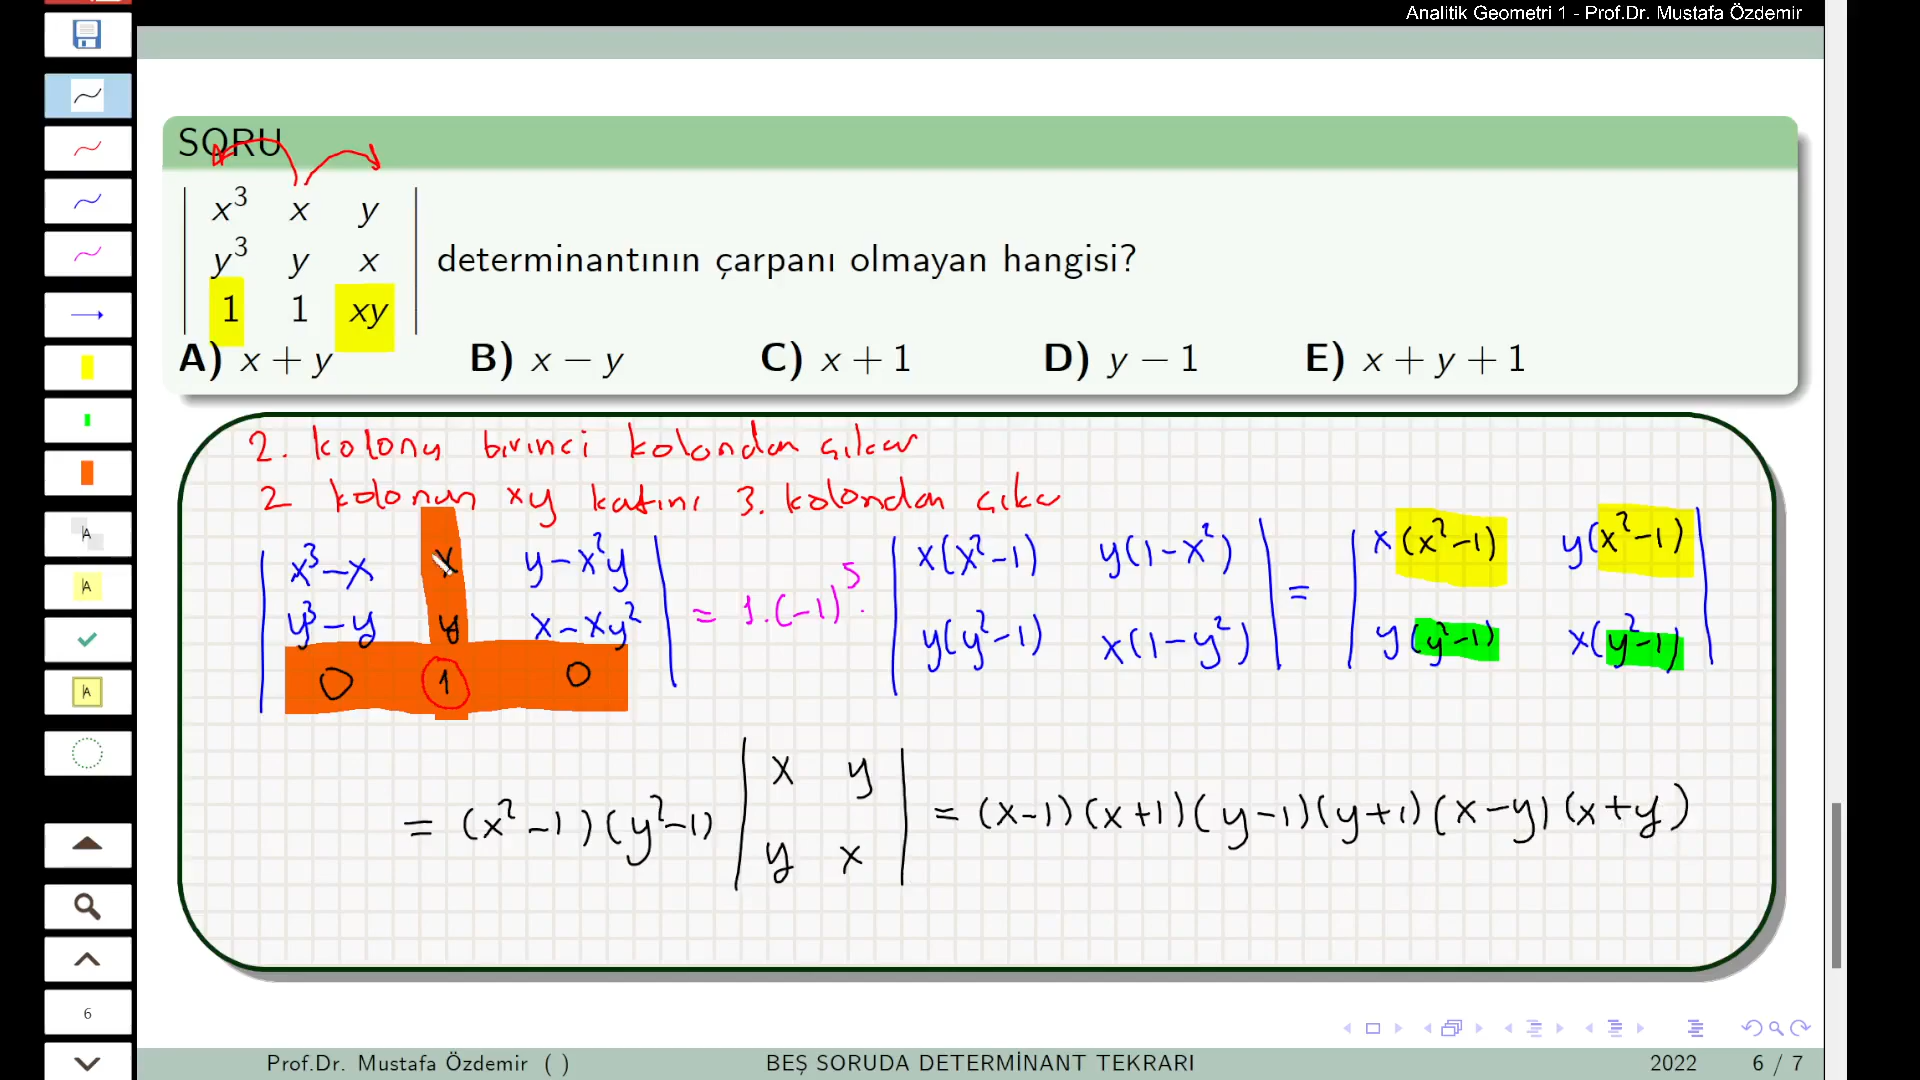 Analitik Geometri 1 - Prof.Dr. Mustafa Özdemir
SORU
| x³ x y |
| y³ y x | determinantının çarpanı olmayan hangisi?
| 1 1 xy |
A) x + y B) x − y C) x + 1 D) y − 1 E) x + y + 1
2. kolonu birinci kolondan çıkar
2 kolonun xy katını 3. kolondan çıka
| x³−x x y−x²y | = 1.(−1)⁵. | x(x²−1) y(1−x²) | = | x(x²−1) y(x²−1) |
| y³−y y x−xy² | | y(y²−1) x(1−y²) | | y(y²−1) x(y²−1) |
| 0 1 0 |
= (x²−1)(y²−1) | x y | = (x−1)(x+1)(y−1)(y+1)(x−y)(x+y)
| y x |
6
Prof.Dr. Mustafa Özdemir ( ) BEŞ SORUDA DETERMİNANT TEKRARI 2022 6 / 7